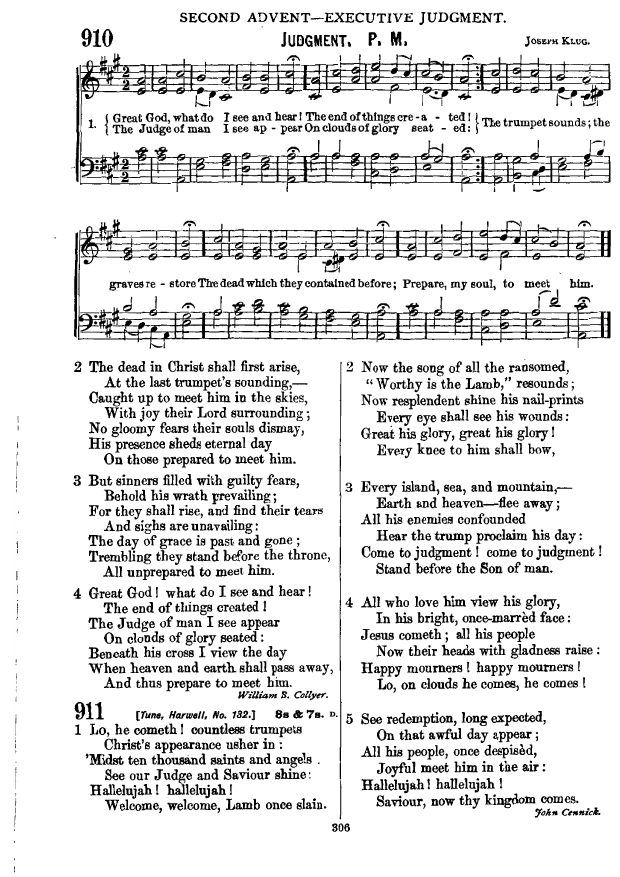 SECOND ADVENT—EXECUTIVE JUDGMENT.
910
JUDGMENT. P. M.
JOSEPH KLUG.
1. { Great God, what do I see and hear! The end of things cre - a - ted! { The trumpet sounds; the
{ The Judge of man I see ap - pear On clouds of glory seat - ed: {
graves re - store The dead which they contained before; Prepare, my soul, to meet him.
2 The dead in Christ shall first arise,
At the last trumpet's sounding,—
Caught up to meet him in the skies,
With joy their Lord surrounding;
No gloomy fears their souls dismay,
His presence sheds eternal day
On those prepared to meet him.
3 But sinners filled with guilty fears,
Behold his wrath prevailing;
For they shall rise, and find their tears
And sighs are unavailing:
The day of grace is past and gone;
Trembling they stand before the throne,
All unprepared to meet him.
4 Great God! what do I see and hear!
The end of things created!
The Judge of man I see appear
On clouds of glory seated:
Beneath his cross I view the day
When heaven and earth shall pass away,
And thus prepare to meet him.
William B. Collyer.
911 [Tune, Harwell, No. 132.] 8s & 7s. D.
1 Lo, he cometh! countless trumpets
Christ's appearance usher in:
'Midst ten thousand saints and angels .
See our Judge and Saviour shine:
Hallelujah! hallelujah!
Welcome, welcome, Lamb once slain.
2 Now the song of all the ransomed,
"Worthy is the Lamb," resounds;
Now resplendent shine his nail-prints
Every eye shall see his wounds:
Great his glory, great his glory!
Every knee to him shall bow,
3 Every island, sea, and mountain,—
Earth and heaven—flee away;
All his enemies confounded
Hear the trump proclaim his day:
Come to judgment! come to judgment!
Stand before the Son of man.
4 All who love him view his glory,
In his bright, once-marrèd face:
Jesus cometh; all his people
Now their heads with gladness raise:
Happy mourners! happy mourners!
Lo, on clouds he comes, he comes!
5 See redemption, long expected,
On that awful day appear;
All his people, once despisèd,
Joyful meet him in the air:
Hallelujah! hallelujah!
Saviour, now thy kingdom comes.
John Cennick.
306